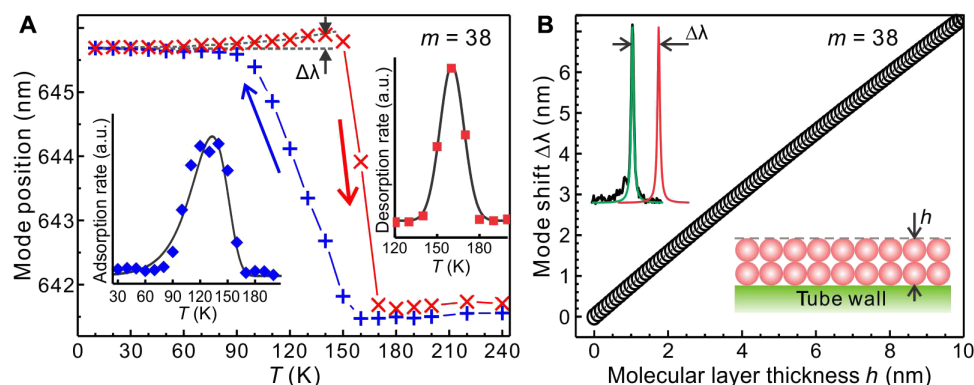 A
m = 38
Δλ
Mode position (nm)
645
644
643
642
0 30 60 90 120 150 180 210 240
T (K)
Adsorption rate (a.u.)
30 60 90 120 150 180
T (K)
Desorption rate (a.u.)
120 150 180
T (K)
B
m = 38
Δλ
Mode shift Δλ (nm)
7
6
5
4
3
2
1
0
h
Tube wall
0 2 4 6 8 10
Molecular layer thickness h (nm)